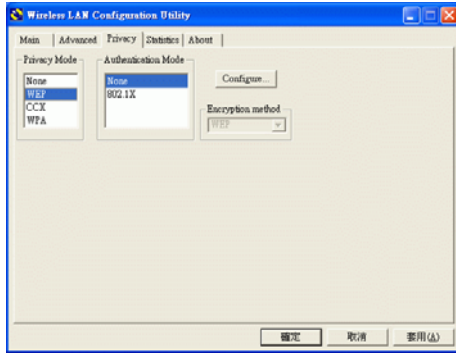 Wireless LAN Configuration Utility
Main Advanced Privacy Statistics About
Privacy Mode Authentication Mode
None None Configure...
WEP 802.1X
CCX Encryption method
WPA WEP
確定 取消 套用(A)